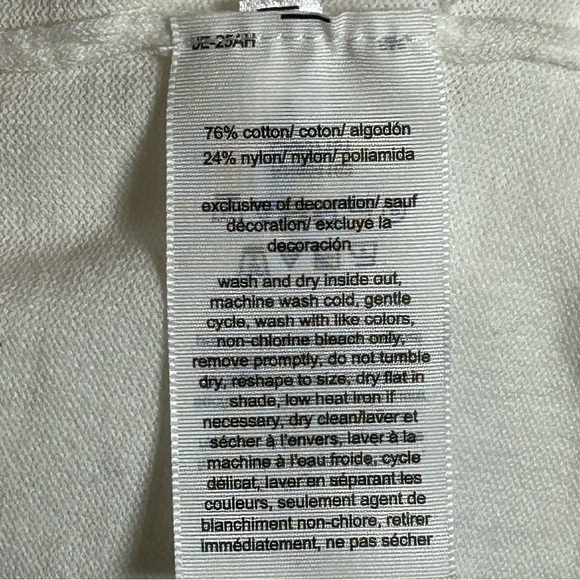 JE-25AH
76% cotton/ coton/ algodón
24% nylon/ nylon/ poliamida
exclusive of decoration/ sauf
décoration/ excluye la
decoración
wash and dry inside out,
machine wash cold, gentle
cycle, wash with like colors,
non-chlorine bleach only,
remove promptly, do not tumble
dry, reshape to size, dry flat in
shade, low heat iron if
necessary, dry clean/laver et
sécher à l'envers, laver à la
machine à l'eau froide, cycle
délicat, laver en séparant les
couleurs, seulement agent de
blanchiment non-chlore, retirer
immédiatement, ne pas sécher